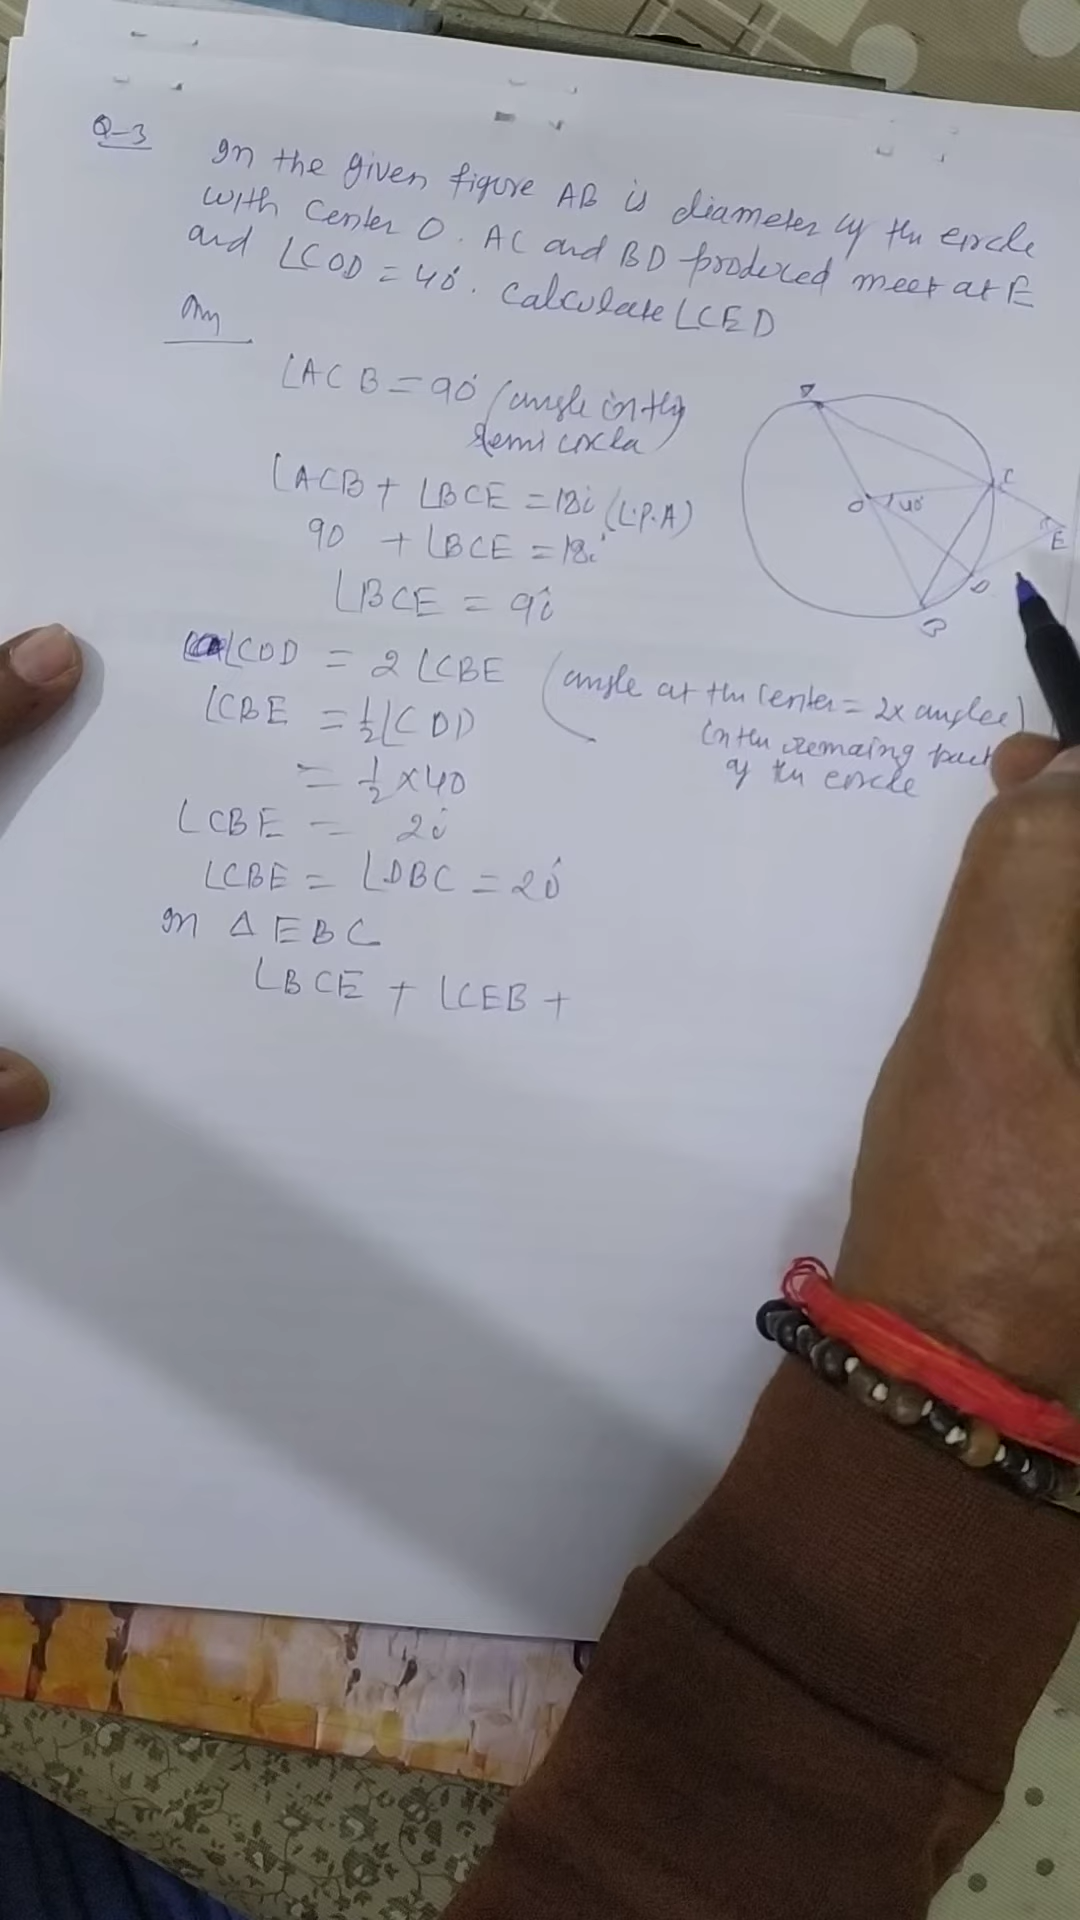 Q-3 In the given figure AB is diameter of the circle
with Center O. AC and BD produced meet at E
and ∠COD = 40°. Calculate ∠CED
Ans
∠ACB = 90° (angle in the
semi circle)
∠ACB + ∠BCE = 180° (L.P.A)
90 + ∠BCE = 180°
∠BCE = 90°
∠COD = 2 ∠CBE (angle at the Center = 2x angle
in the remaing part
of the circle)
∠CBE = 1/2 ∠COD
= 1/2 × 40
∠CBE = 20°
∠CBE = ∠DBC = 20°
In Δ EBC
∠BCE + ∠CEB +
A
C
O
40°
E
D
B